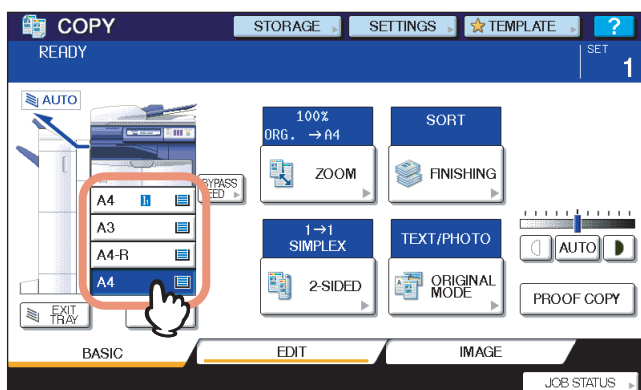 COPY
STORAGE
SETTINGS
TEMPLATE
?
READY
SET
1
AUTO
100%
ORG. →A4
ZOOM
SORT
FINISHING
BYPASS
FEED
A4
A3
A4-R
A4
1→1
SIMPLEX
2-SIDED
TEXT/PHOTO
ORIGINAL
MODE
AUTO
PROOF COPY
EXIT
TRAY
BASIC
EDIT
IMAGE
JOB STATUS